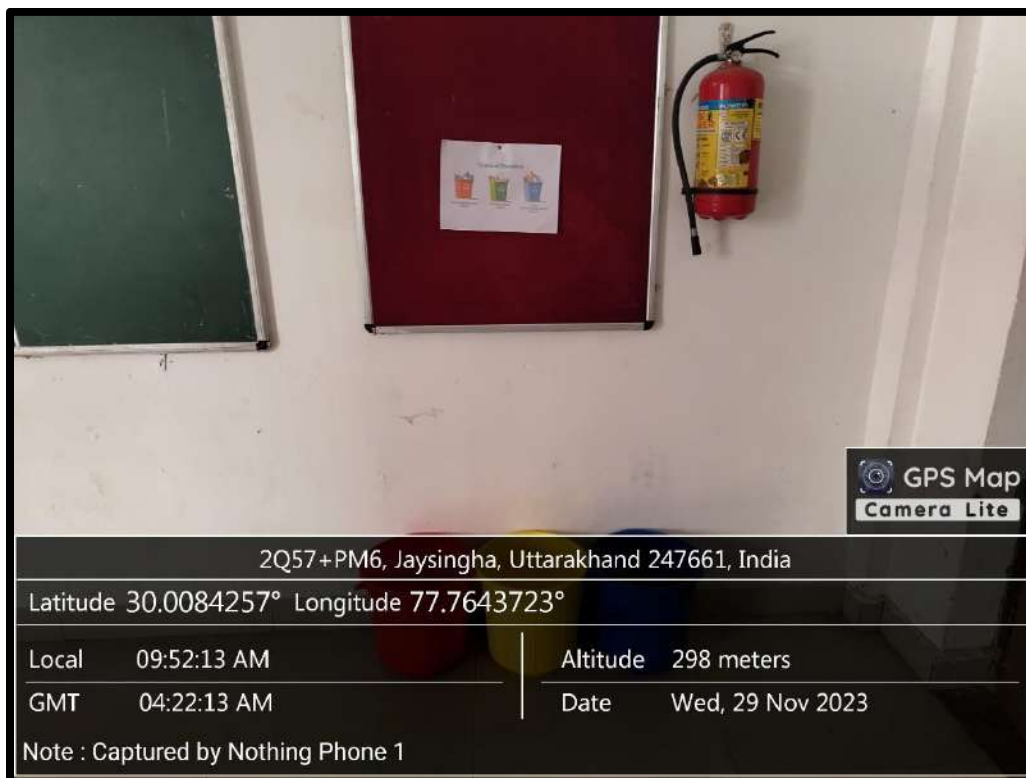 GPS Map
Camera Lite
2Q57+PM6, Jaysingha, Uttarakhand 247661, India
Latitude 30.0084257° Longitude 77.7643723°
Local 09:52:13 AM
Altitude 298 meters
GMT 04:22:13 AM
Date Wed, 29 Nov 2023
Note : Captured by Nothing Phone 1